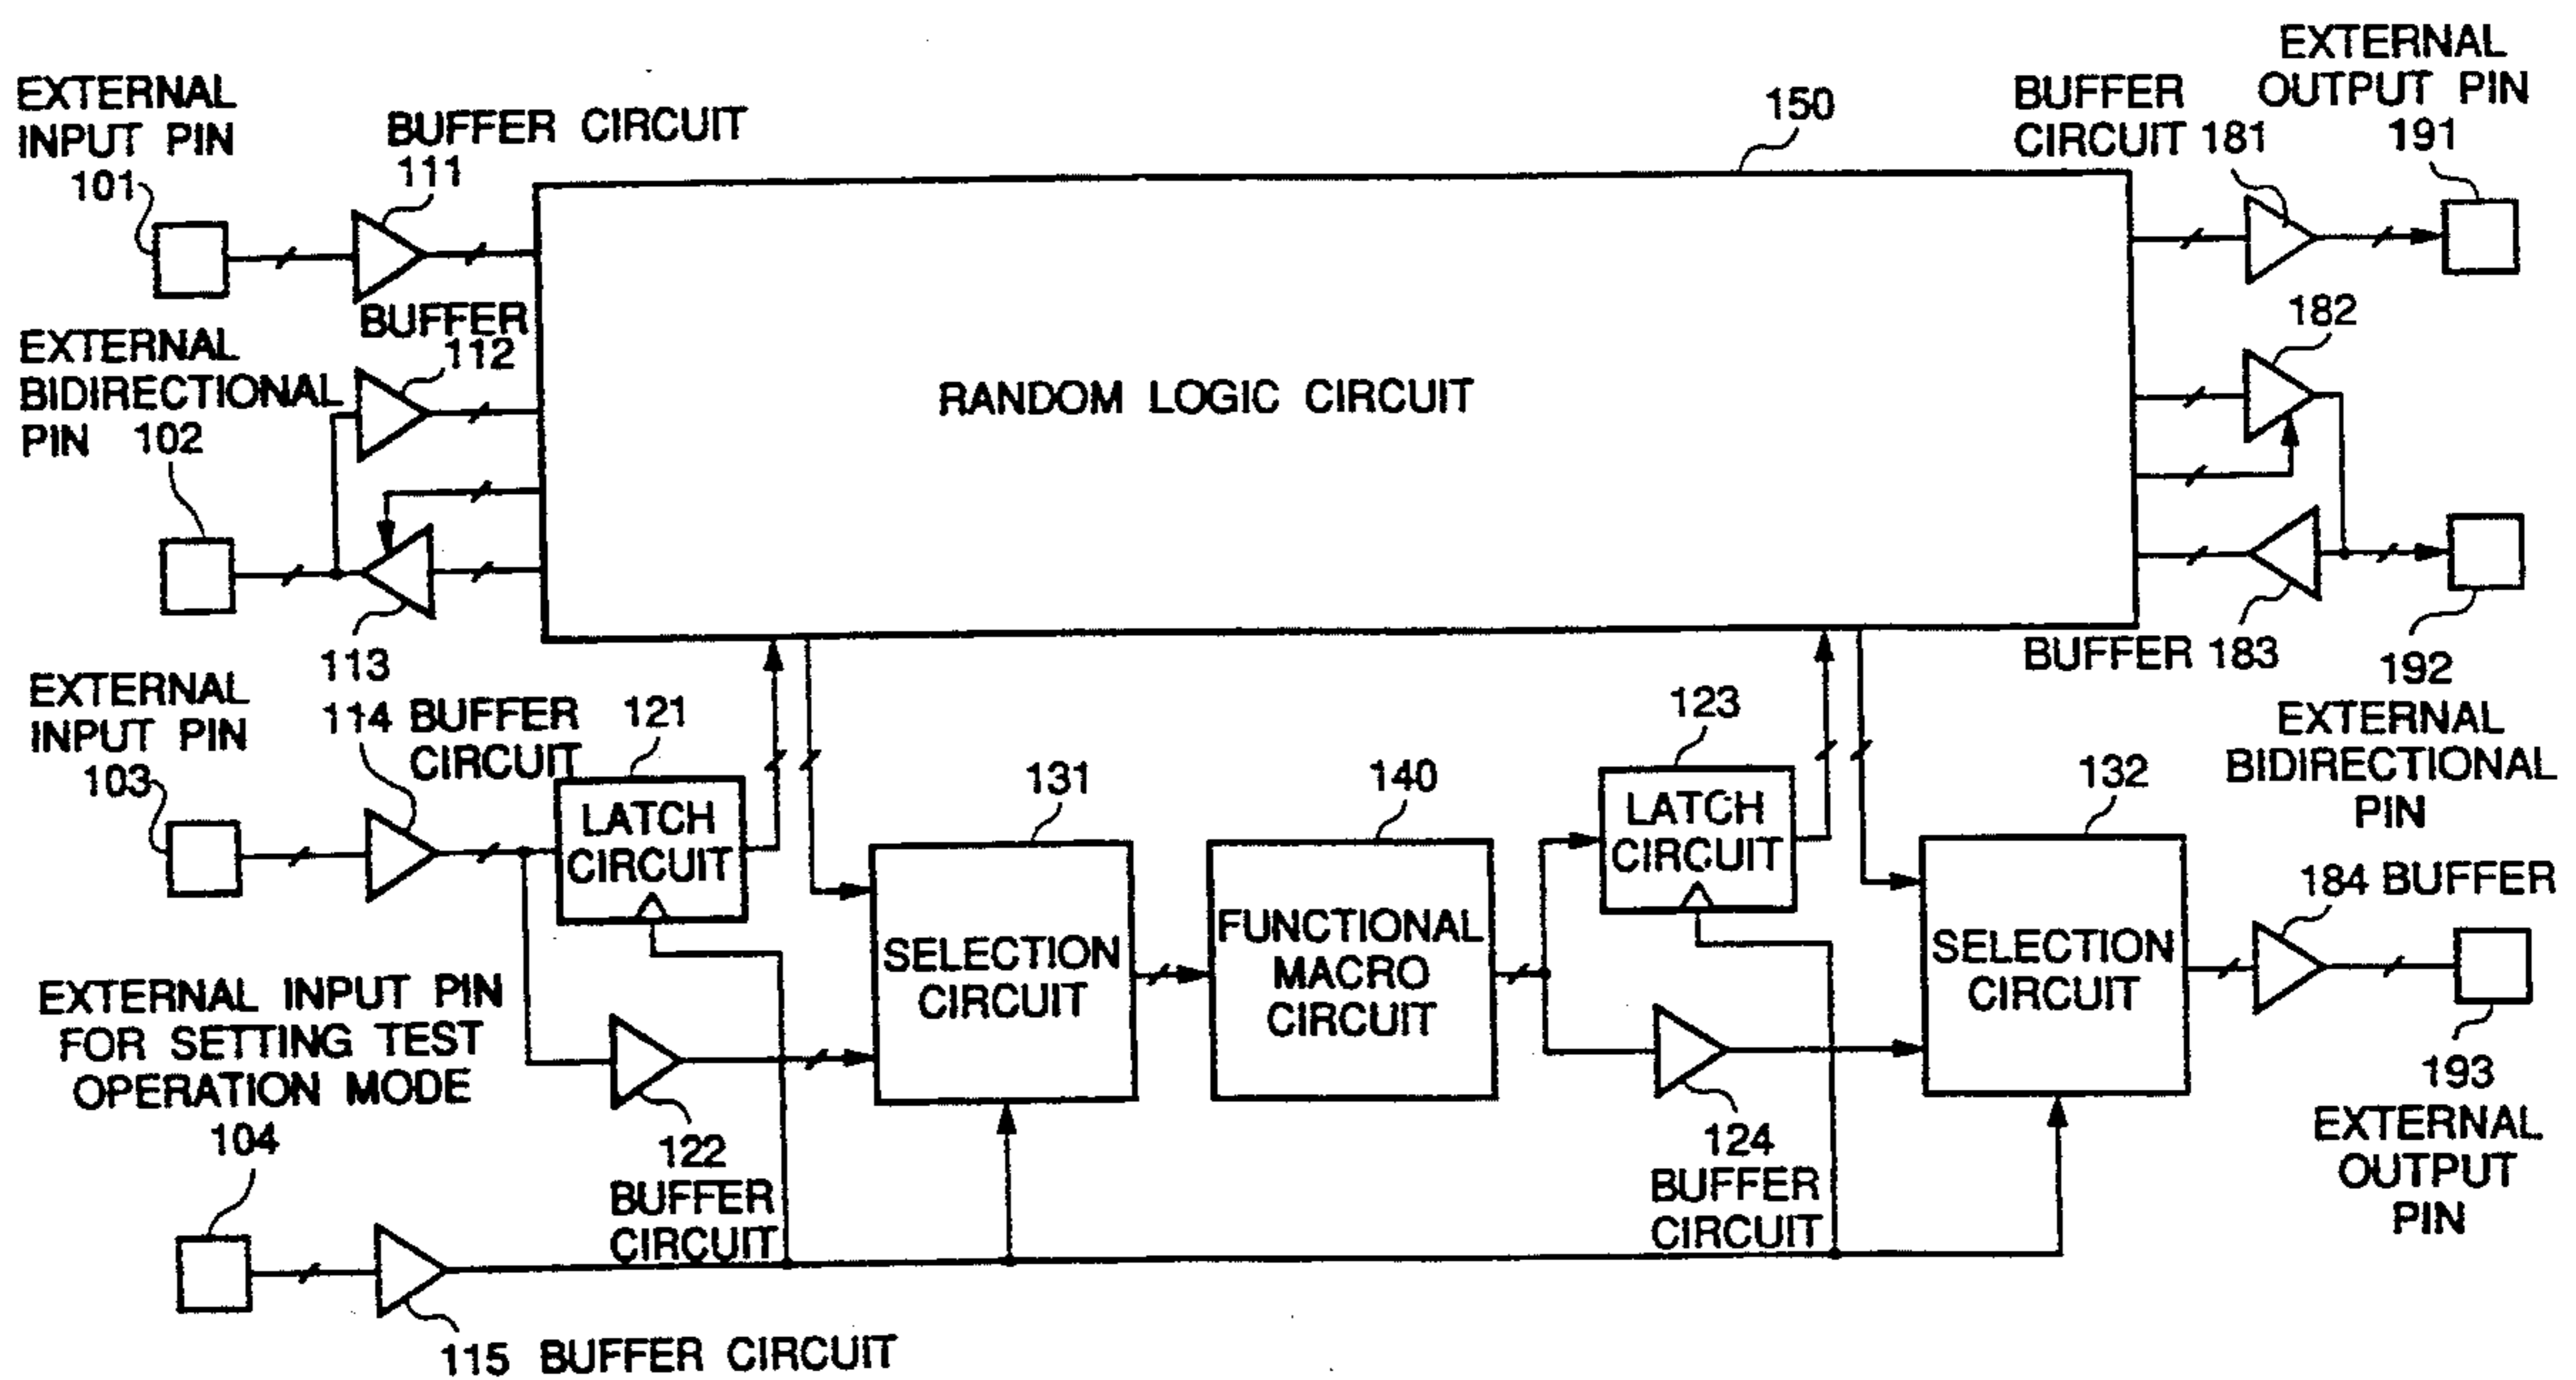 EXTERNAL
INPUT PIN
101
BUFFER CIRCUIT
111
150
BUFFER
CIRCUIT 181
EXTERNAL
OUTPUT PIN
191
EXTERNAL
BIDIRECTIONAL
PIN 102
BUFFER
112
RANDOM LOGIC CIRCUIT
182
113
BUFFER 183
192
EXTERNAL
BIDIRECTIONAL
PIN
EXTERNAL
INPUT PIN
103
114 BUFFER
CIRCUIT
121
LATCH
CIRCUIT
131
SELECTION
CIRCUIT
140
FUNCTIONAL
MACRO
CIRCUIT
123
LATCH
CIRCUIT
132
SELECTION
CIRCUIT
184 BUFFER
193
EXTERNAL
OUTPUT
PIN
EXTERNAL INPUT PIN
FOR SETTING TEST
OPERATION MODE
104
122
BUFFER
CIRCUIT
124
BUFFER
CIRCUIT
115 BUFFER CIRCUIT